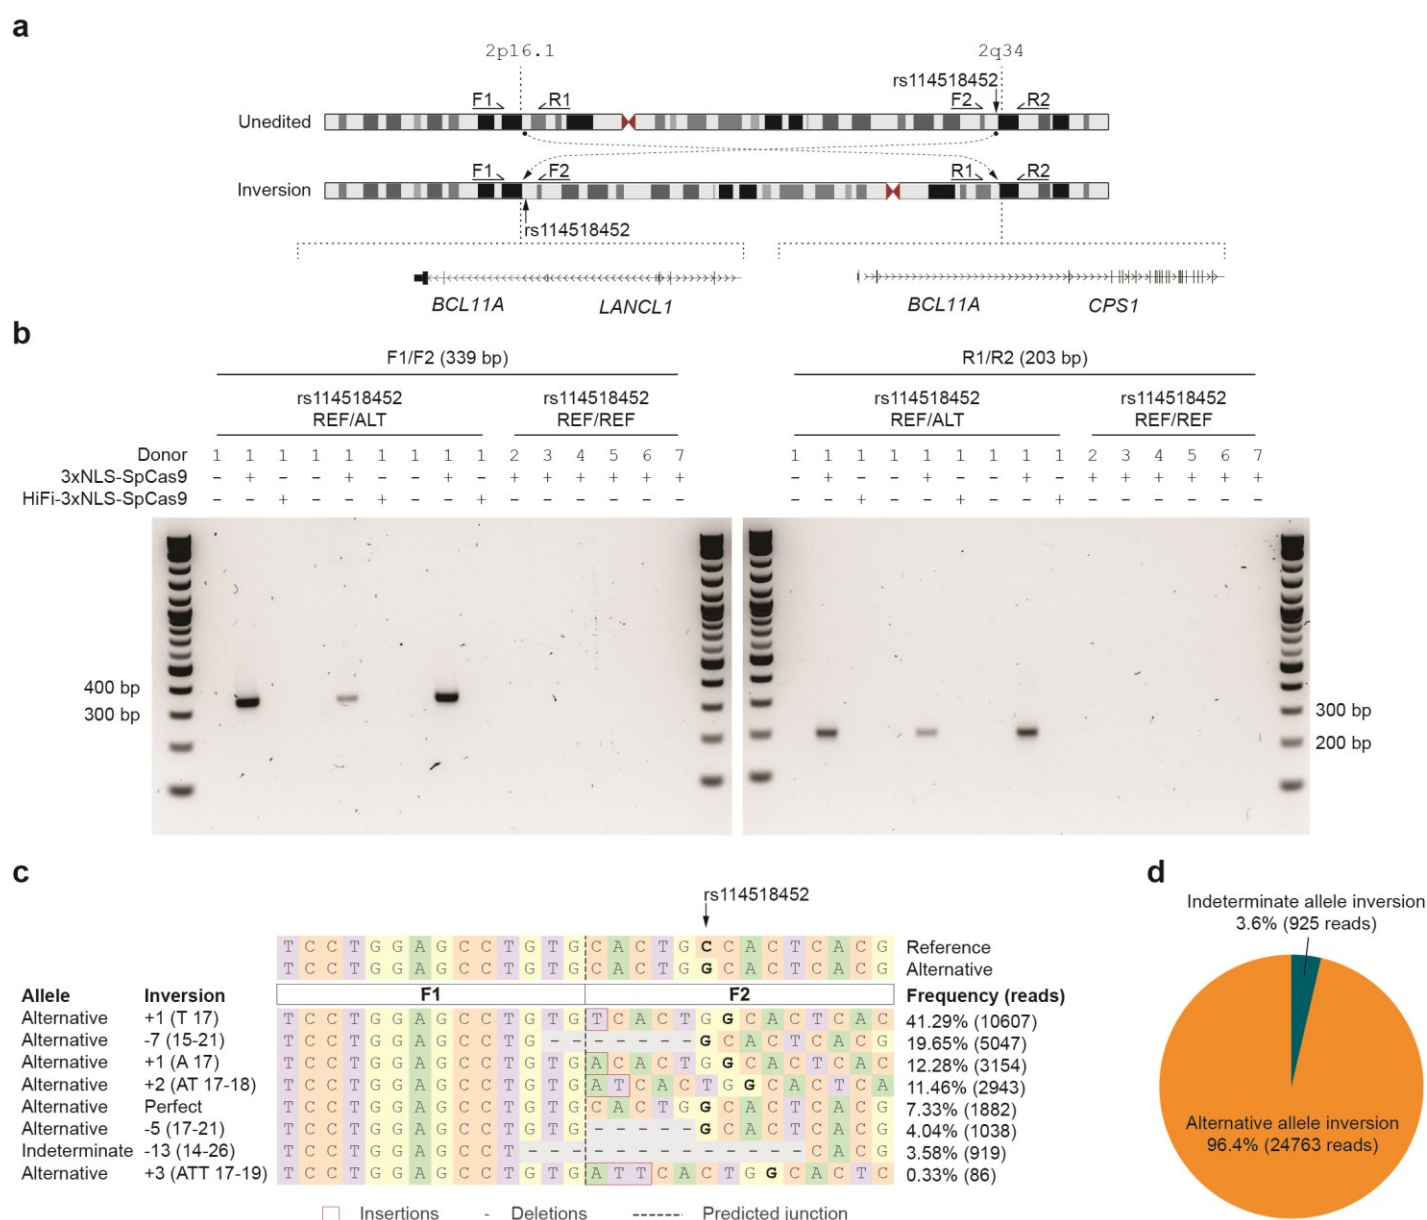 a
2p16.1 2q34
rs114518452
F1 R1 F2 R2
Unedited
F1 F2 R1 R2
Inversion
rs114518452
BCL11A LANCL1 BCL11A CPS1
b
F1/F2 (339 bp) R1/R2 (203 bp)
rs114518452 rs114518452 rs114518452 rs114518452
REF/ALT REF/REF REF/ALT REF/REF
Donor 1 1 1 1 1 1 1 1 1 2 3 4 5 6 7 1 1 1 1 1 1 1 1 1 2 3 4 5 6 7
3xNLS-SpCas9 – + – – + – – + – + + + + + + – + – – + – – + – + + + + + +
HiFi-3xNLS-SpCas9 – – + – – + – – + – – – – – – – – + – – + – – + – – – – – –
400 bp
300 bp
300 bp
200 bp
c
rs114518452
T C C T G G A G C C T G T G C A C T G C C A C T C A C G Reference
T C C T G G A G C C T G T G C A C T G G C A C T C A C G Alternative
Allele Inversion F1 F2 Frequency (reads)
Alternative +1 (T 17) T C C T G G A G C C T G T G T C A C T G G C A C T C A C 41.29% (10607)
Alternative -7 (15-21) T C C T G G A G C C T G - - - - - - - G C A C T C A C G 19.65% (5047)
Alternative +1 (A 17) T C C T G G A G C C T G T G A C A C T G G C A C T C A C 12.28% (3154)
Alternative +2 (AT 17-18) T C C T G G A G C C T G T G A T C A C T G G C A C T C A 11.46% (2943)
Alternative Perfect T C C T G G A G C C T G T G C A C T G G C A C T C A C G 7.33% (1882)
Alternative -5 (17-21) T C C T G G A G C C T G T G - - - - - G C A C T C A C G 4.04% (1038)
Indeterminate -13 (14-26) T C C T G G A G C C T - - - - - - - - - - - - - C A C G 3.58% (919)
Alternative +3 (ATT 17-19) T C C T G G A G C C T G T G A T T C A C T G G C A C T C 0.33% (86)
Insertions - Deletions ------ Predicted junction
d
Indeterminate allele inversion
3.6% (925 reads)
Alternative allele inversion
96.4% (24763 reads)